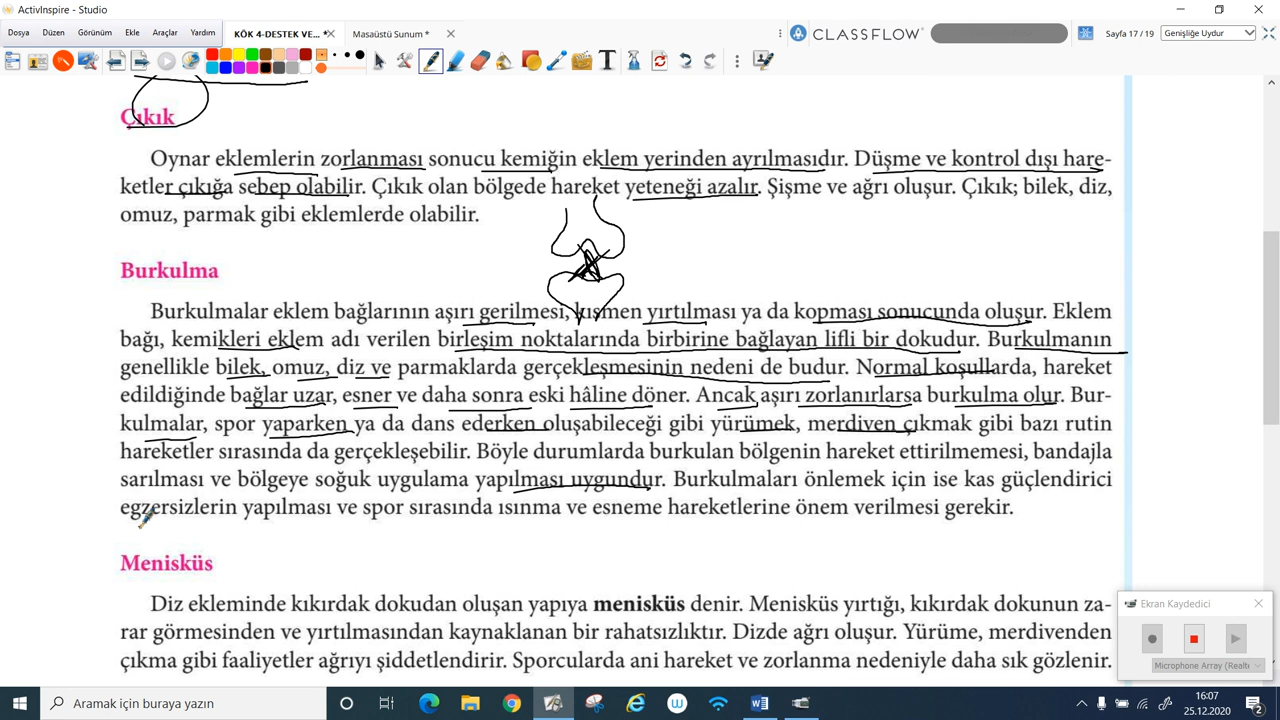 ActivInspire - Studio
Dosya Düzen Görünüm Ekle Araçlar Yardım KÖK 4-DESTEK VE... * Masaüstü Sunum * CLASSFLOW Sayfa 17 / 19 Genişliğe Uydur
Çıkık
Oynar eklemlerin zorlanması sonucu kemiğin eklem yerinden ayrılmasıdır. Düşme ve kontrol dışı hare-
ketler çıkığa sebep olabilir. Çıkık olan bölgede hareket yeteneği azalır. Şişme ve ağrı oluşur. Çıkık; bilek, diz,
omuz, parmak gibi eklemlerde olabilir.
Burkulma
Burkulmalar eklem bağlarının aşırı gerilmesi, kısmen yırtılması ya da kopması sonucunda oluşur. Eklem
bağı, kemikleri eklem adı verilen birleşim noktalarında birbirine bağlayan lifli bir dokudur. Burkulmanın
genellikle bilek, omuz, diz ve parmaklarda gerçekleşmesinin nedeni de budur. Normal koşullarda, hareket
edildiğinde bağlar uzar, esner ve daha sonra eski hâline döner. Ancak aşırı zorlanırlarsa burkulma olur. Bur-
kulmalar, spor yaparken ya da dans ederken oluşabileceği gibi yürümek, merdiven çıkmak gibi bazı rutin
hareketler sırasında da gerçekleşebilir. Böyle durumlarda burkulan bölgenin hareket ettirilmemesi, bandajla
sarılması ve bölgeye soğuk uygulama yapılması uygundur. Burkulmaları önlemek için ise kas güçlendirici
egzersizlerin yapılması ve spor sırasında ısınma ve esneme hareketlerine önem verilmesi gerekir.
Menisküs
Diz ekleminde kıkırdak dokudan oluşan yapıya menisküs denir. Menisküs yırtığı, kıkırdak dokunun za-
rar görmesinden ve yırtılmasından kaynaklanan bir rahatsızlıktır. Dizde ağrı oluşur. Yürüme, merdivenden
çıkma gibi faaliyetler ağrıyı şiddetlendirir. Sporcularda ani hareket ve zorlanma nedeniyle daha sık gözlenir.
Ekran Kaydedici
Microphone Array (Realt
Aramak için buraya yazın
16:07
25.12.2020
2